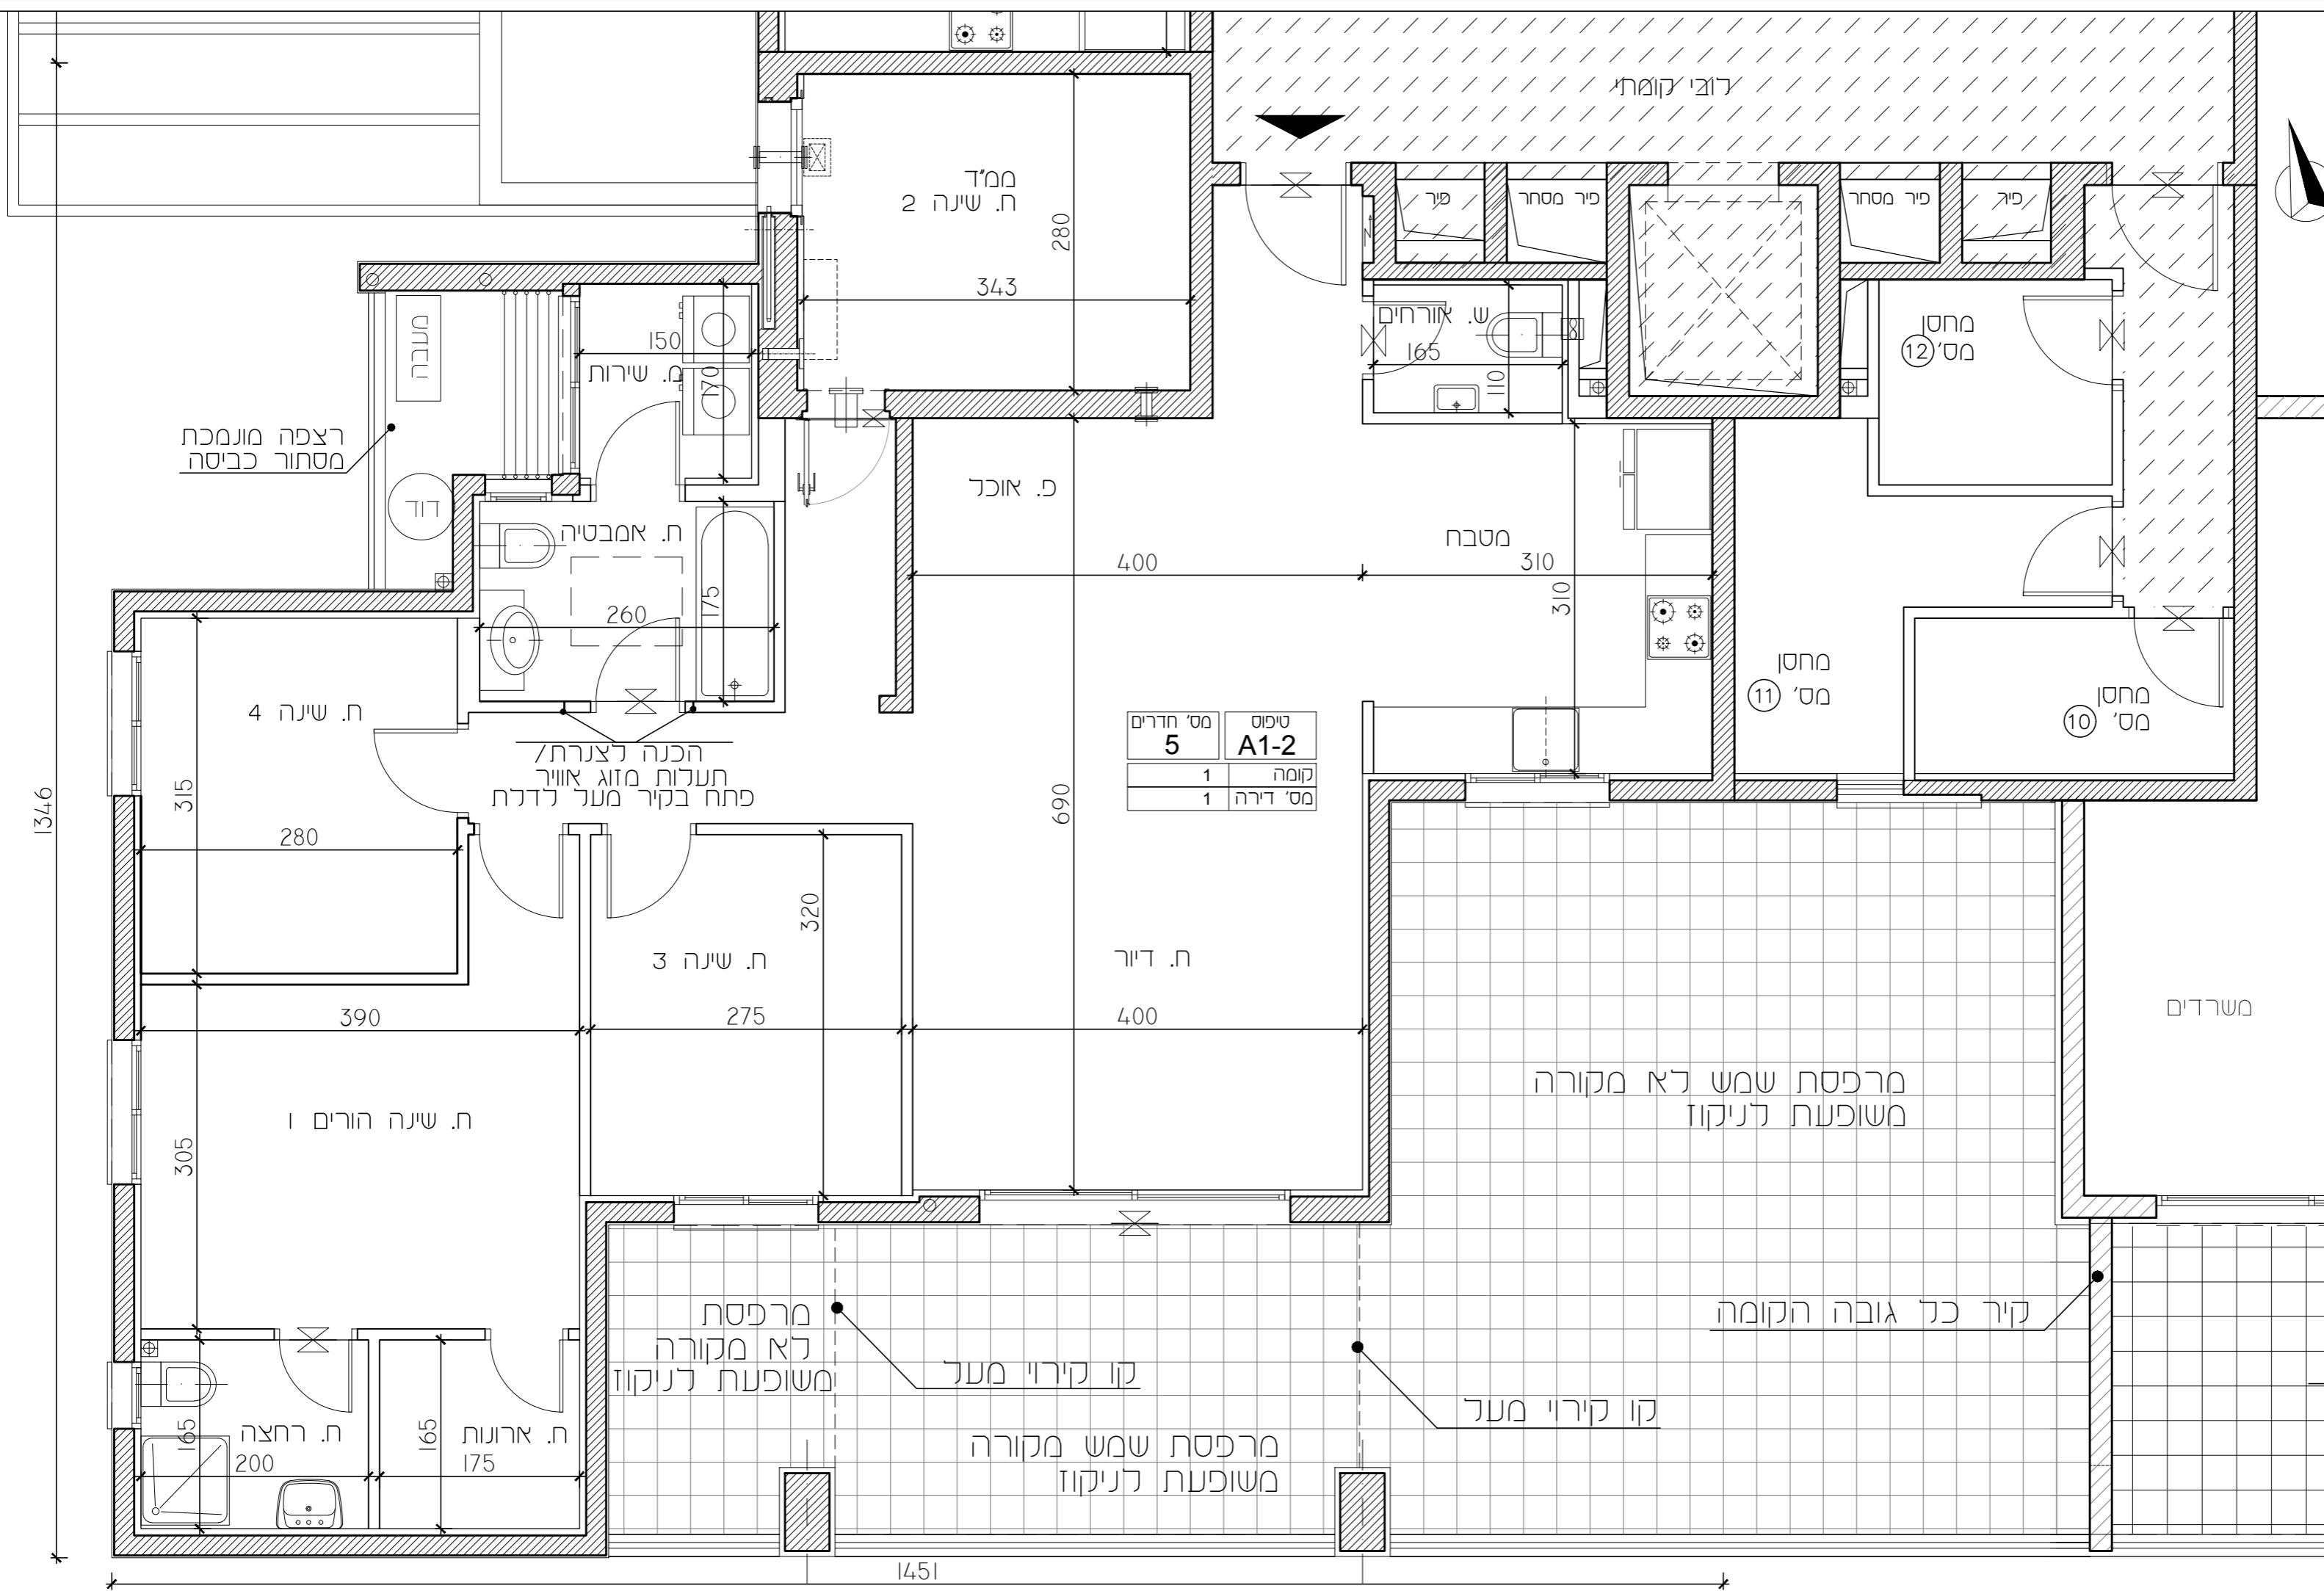 לובי קומתי
ממ"ד
ח. שינה 2
280
343
פיר
פיר מסחר
פיר מסחר
פיר
ש. אורחים
165
110
מחסן
מס' 12
מעבה
150
170
מ. שירות
רצפה מונמכת
מסתור כביסה
דוד
ח. אמבטיה
260
175
פ. אוכל
מטבח
400
310
310
מחסן
מס' 11
מחסן
מס' 10
ח. שינה 4
315
280
הכנה לצנרת/
תעלות מזוג אוויר
פתח בקיר מעל לדלת
טיפוס
A1-2
מס' חדרים
5
קומה 1
מס' דירה 1
1346
690
320
ח. שינה 3
ח. דיור
390
275
400
משרדים
ח. שינה הורים 1
305
מרפסת שמש לא מקורה
משופעת לניקוז
מרפסת
לא מקורה
משופעת לניקוז
קו קירוי מעל
קו קירוי מעל
קיר כל גובה הקומה
מרפסת שמש מקורה
משופעת לניקוז
ח. רחצה
165
200
ח. ארונות
165
175
1451